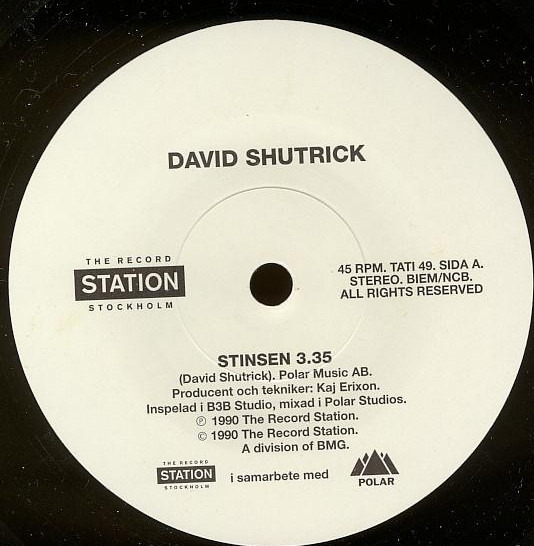 DAVID SHUTRICK
THE RECORD
STATION
STOCKHOLM
45 RPM. TATI 49. SIDA A.
STEREO. BIEM/NCB.
ALL RIGHTS RESERVED
STINSEN 3.35
(David Shutrick). Polar Music AB.
Producent och tekniker: Kaj Erixon.
Inspelad i B3B Studio, mixad i Polar Studios.
℗ 1990 The Record Station.
© 1990 The Record Station.
A division of BMG.
THE RECORD
STATION
STOCKHOLM
i samarbete med
POLAR